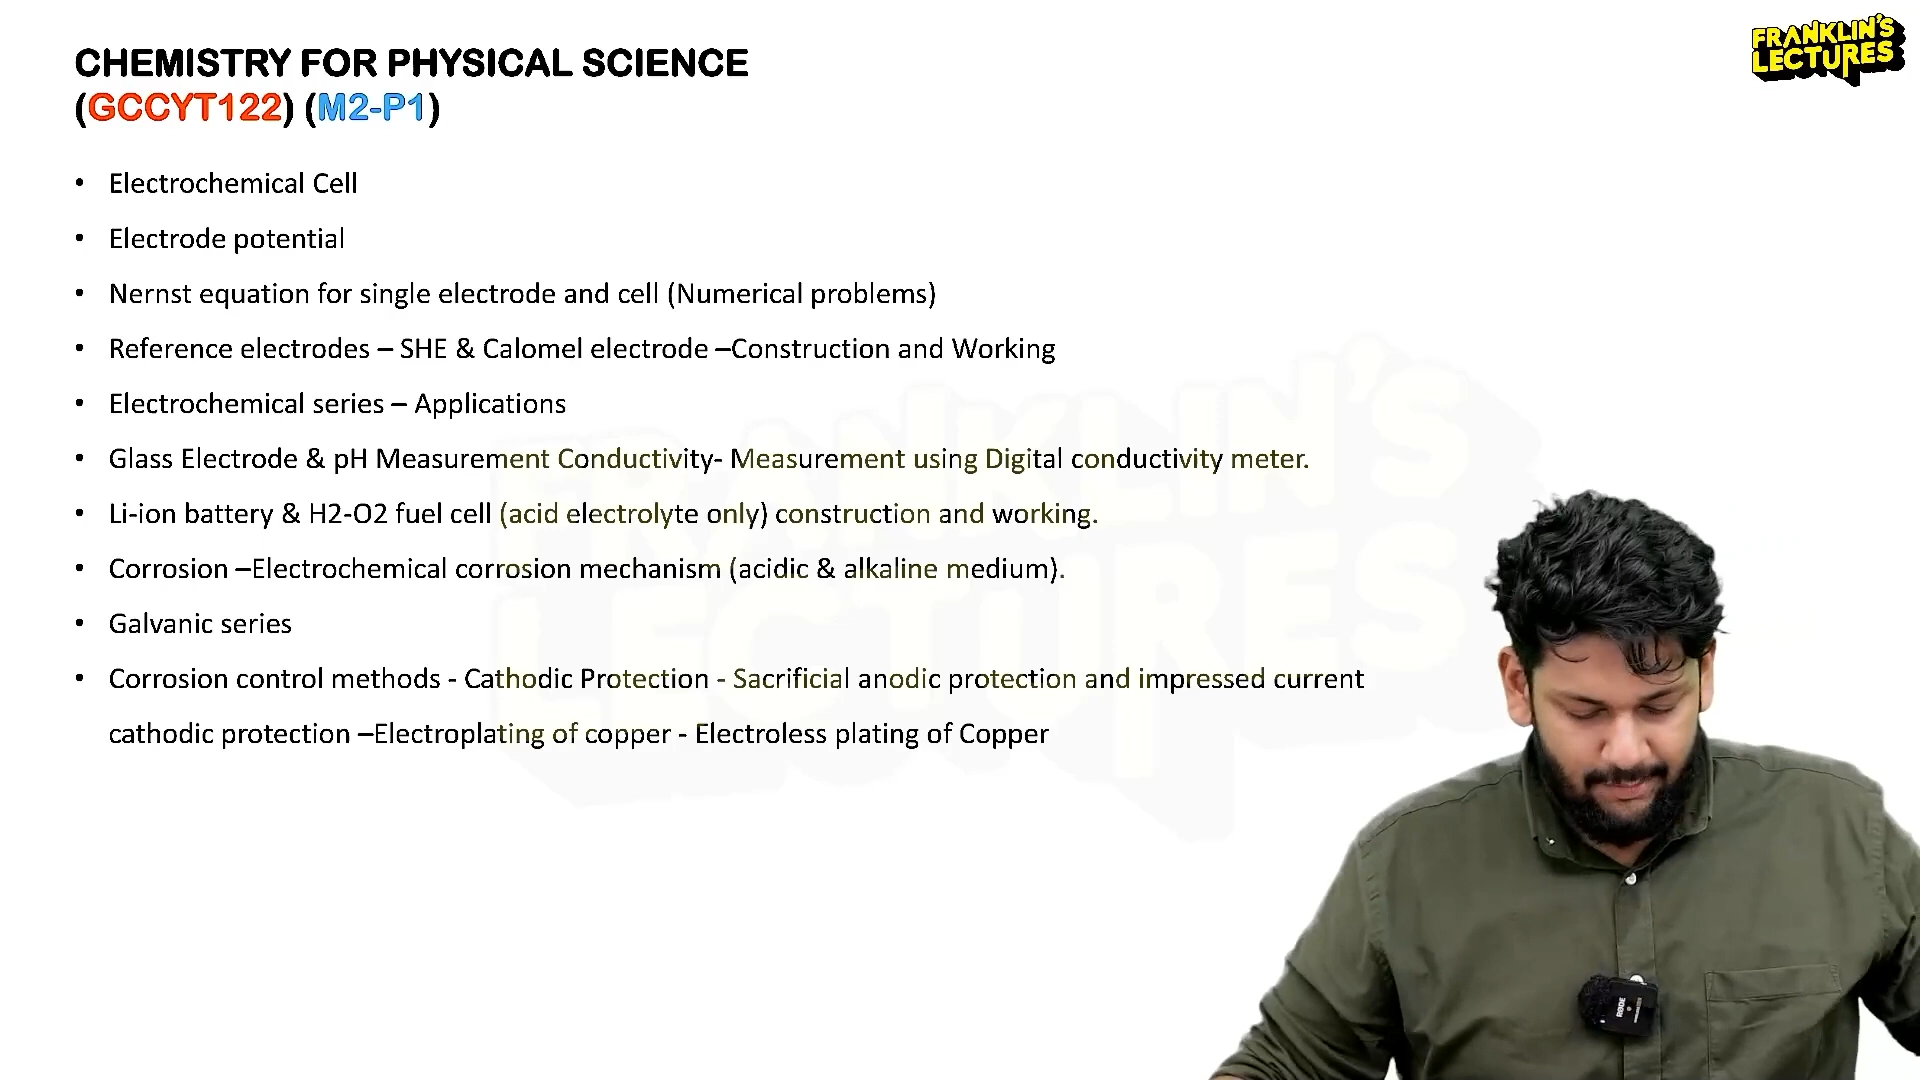 CHEMISTRY FOR PHYSICAL SCIENCE
(GCCYT122) (M2-P1)
FRANKLIN'S
LECTURES
• Electrochemical Cell
• Electrode potential
• Nernst equation for single electrode and cell (Numerical problems)
• Reference electrodes – SHE & Calomel electrode –Construction and Working
• Electrochemical series – Applications
• Glass Electrode & pH Measurement Conductivity- Measurement using Digital conductivity meter.
• Li-ion battery & H2-O2 fuel cell (acid electrolyte only) construction and working.
• Corrosion –Electrochemical corrosion mechanism (acidic & alkaline medium).
• Galvanic series
• Corrosion control methods - Cathodic Protection - Sacrificial anodic protection and impressed current
cathodic protection –Electroplating of copper - Electroless plating of Copper
FRANKLIN'S
LECTURES
RODE